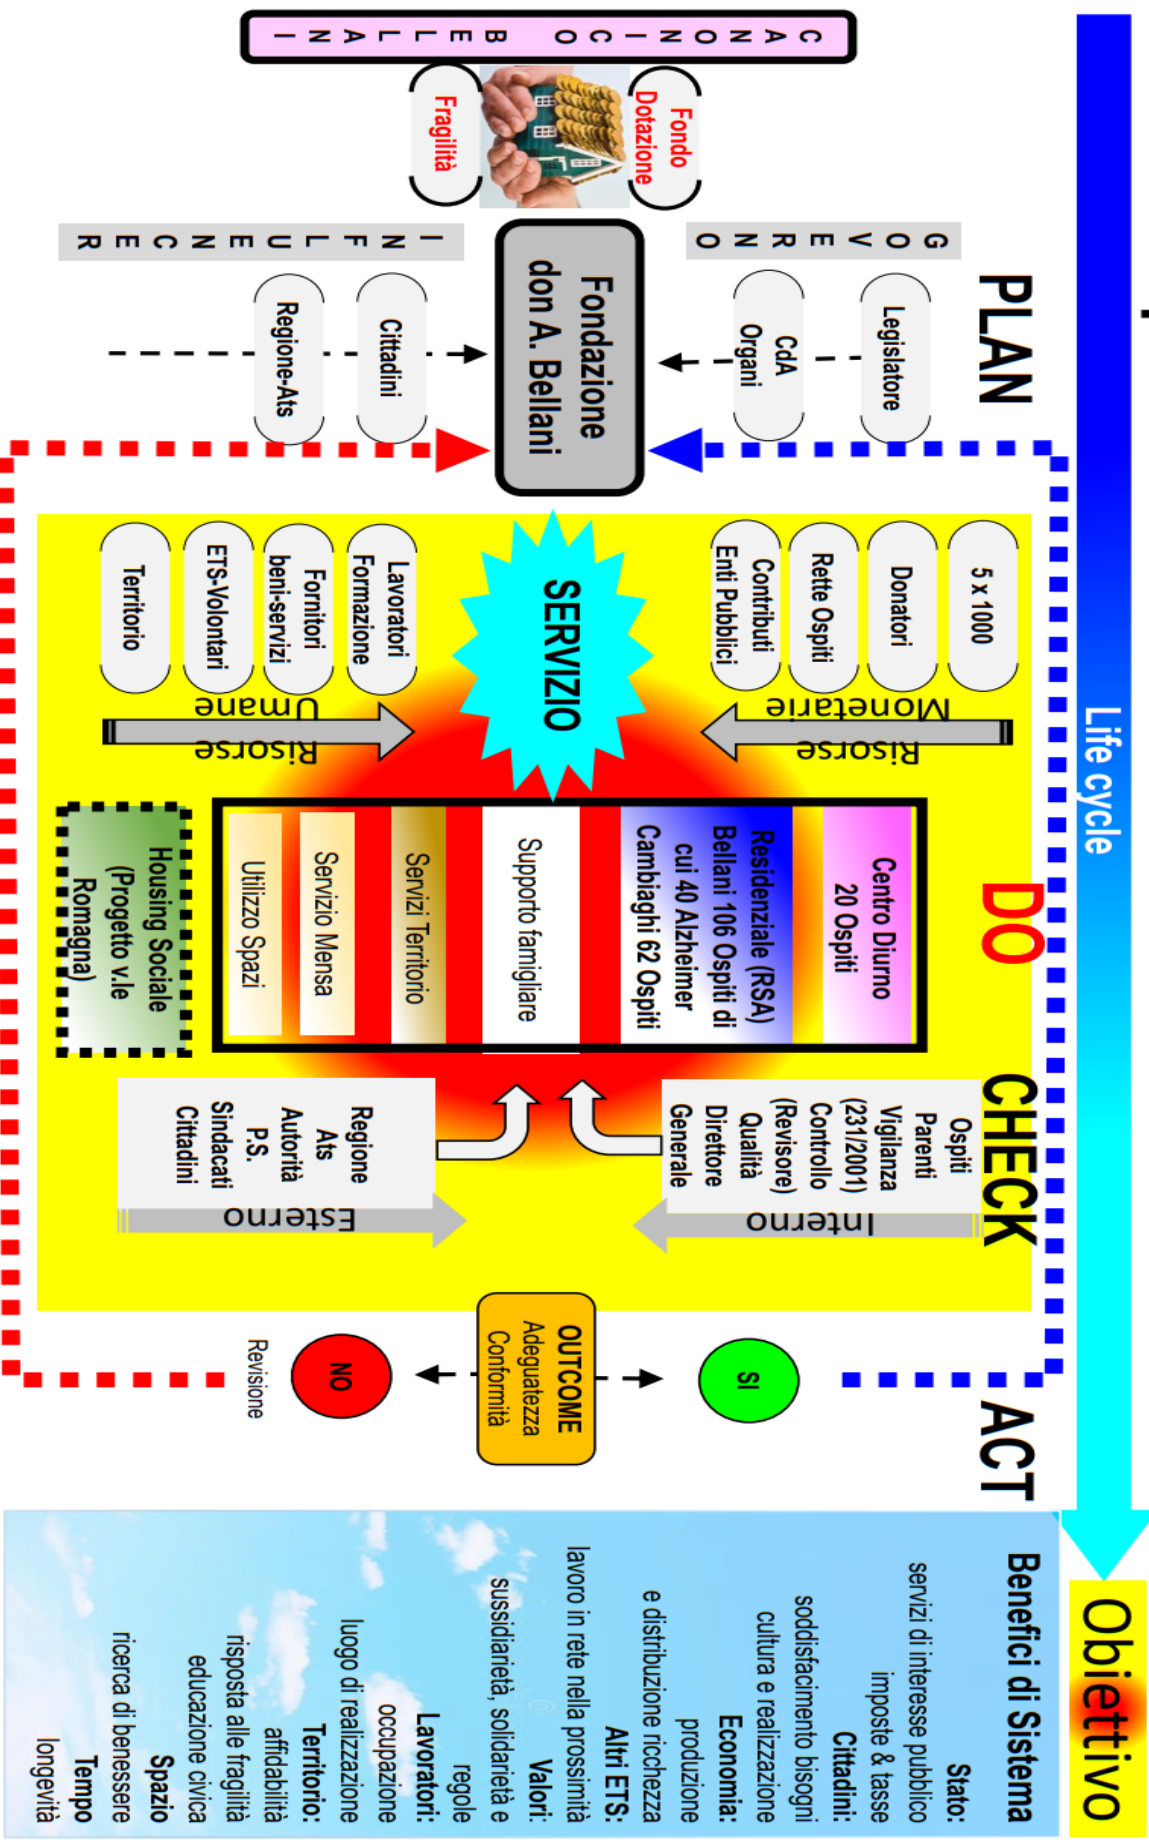 Life cycle
Obiettivo
PLAN
DO
CHECK
ACT
CANONICO BELLANI
Fondo
Dotazione
Fragilità
GOVERNO
INFLUENCER
Legislatore
CdA
Organi
Fondazione
don A. Bellani
Cittadini
Regione-Ats
5 x 1000
Donatori
Rette Ospiti
Contributi
Enti Pubblici
Risorse
Monetarie
SERVIZIO
Lavoratori
Formazione
Fornitori
beni-servizi
ETS-Volontari
Territorio
Risorse
Umane
Centro Diurno
20 Ospiti
Residenziale (RSA)
Bellani 106 Ospiti di
cui 40 Alzheimer
Cambiaghi 62 Ospiti
Supporto famigliare
Servizi Territorio
Servizio Mensa
Utilizzo Spazi
Housing Sociale
(Progetto v.le
Romagna)
Ospiti
Parenti
Vigilanza
(231/2001)
Controllo
(Revisore)
Qualità
Direttore
Generale
Interno
Regione
Ats
Autorità
P.S.
Sindacati
Cittadini
Esterno
SI
OUTCOME
Adeguatezza
Conformità
NO
Revisione
Benefici di Sistema
Stato:
servizi di interesse pubblico
imposte & tasse
Cittadini:
soddisfacimento bisogni
cultura e realizzazione
Economia:
produzione
e distribuzione ricchezza
Altri ETS:
lavoro in rete nella prossimità
Valori:
sussidiarietà, solidarietà e
regole
Lavoratori:
occupazione
luogo di realizzazione
Territorio:
affidabilità
risposta alle fragilità
educazione civica
Spazio
ricerca di benessere
Tempo
longevità